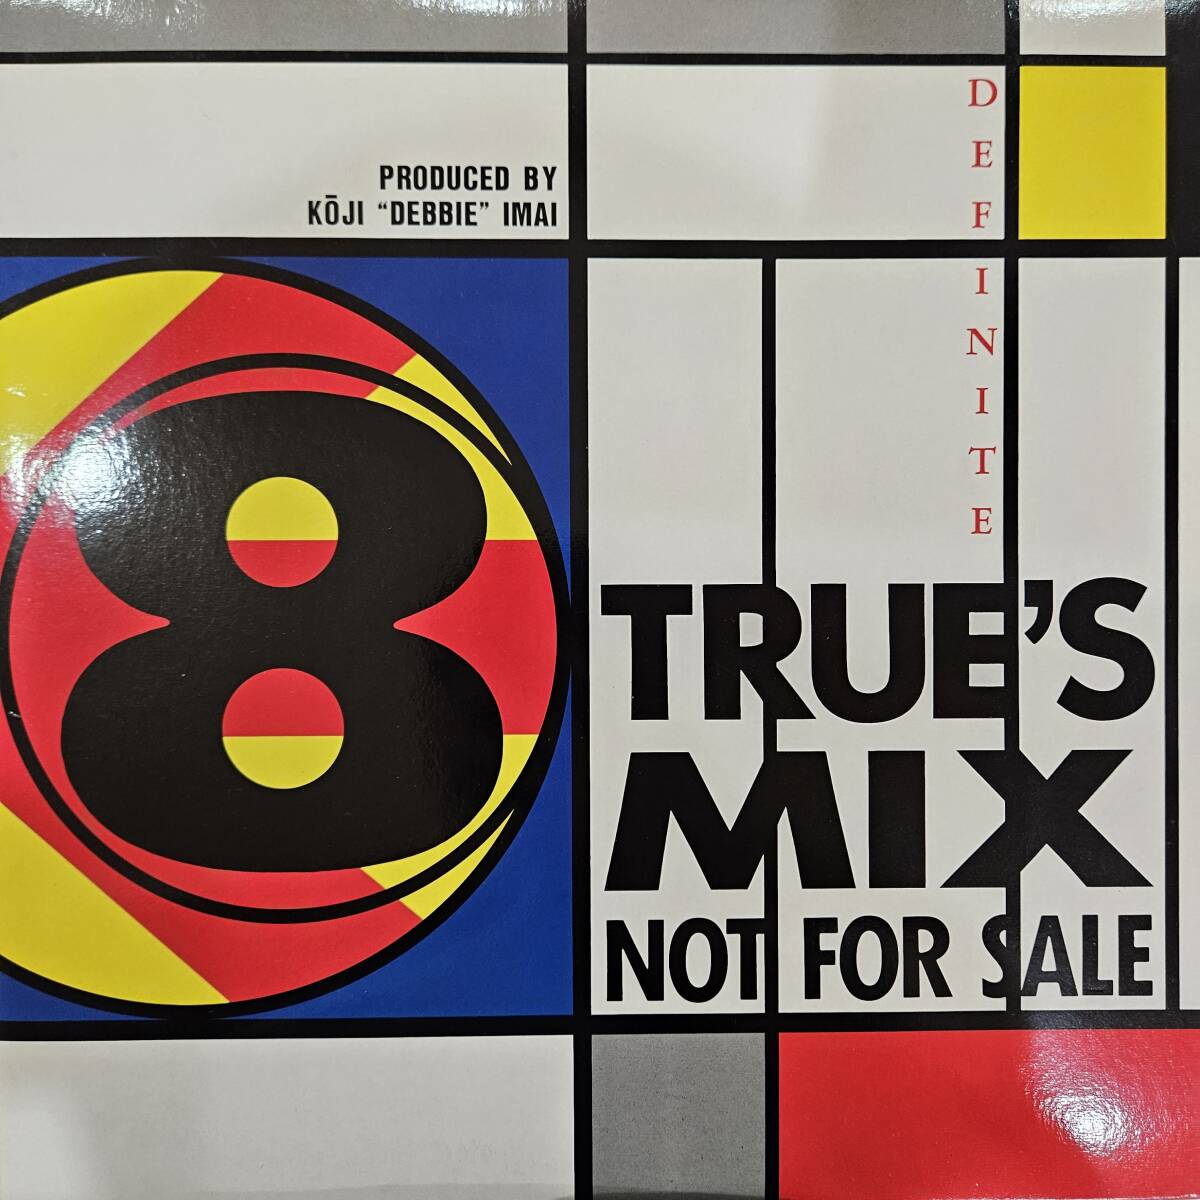 PRODUCED BY
KŌJI “DEBBIE” IMAI
DEFINITE
8
TRUE’S
MIX
NOT FOR SALE